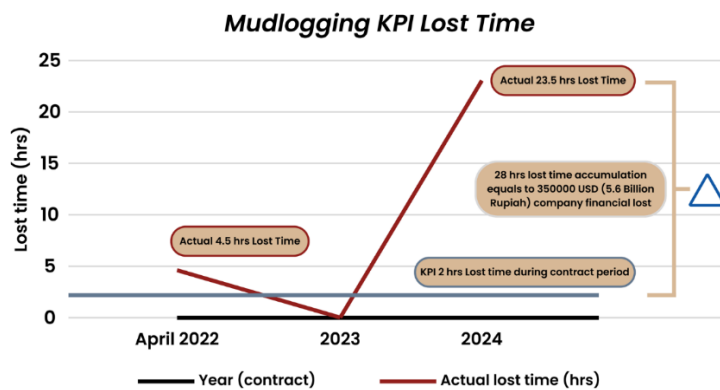 Mudlogging KPI Lost Time
25
20
15
10
5
0
Lost time (hrs)
Actual 23.5 hrs Lost Time
28 hrs lost time accumulation
equals to 350000 USD (5.6 Billion
Rupiah) company financial lost
Actual 4.5 hrs Lost Time
KPI 2 hrs Lost time during contract period
April 2022
2023
2024
Year (contract)
Actual lost time (hrs)